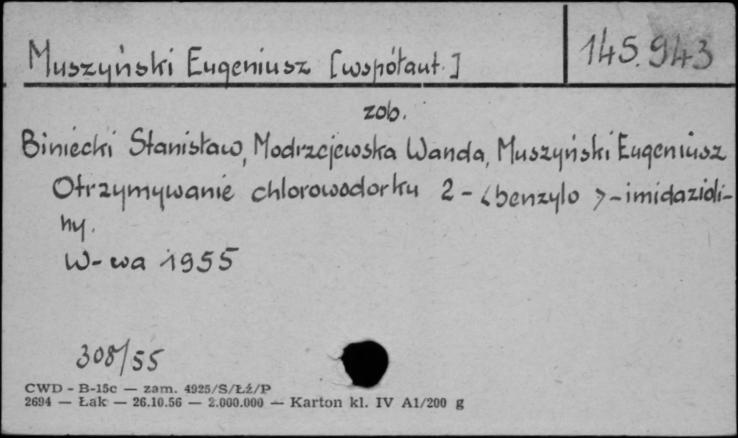 Muszyński Eugeniusz [współaut.]
145.943
zob.
Biniecki Stanisław, Modrzejewska Wanda, Muszyński Eugeniusz
Otrzymywanie chlorowodorku 2-<benzylo>-imidazoli-
ny.
W-wa 1955
308/55
CWD - B-15c — zam. 4925/S/Łź/P
2694 — Łak — 26.10.56 — 2.000.000 — Karton kl. IV A1/200 g